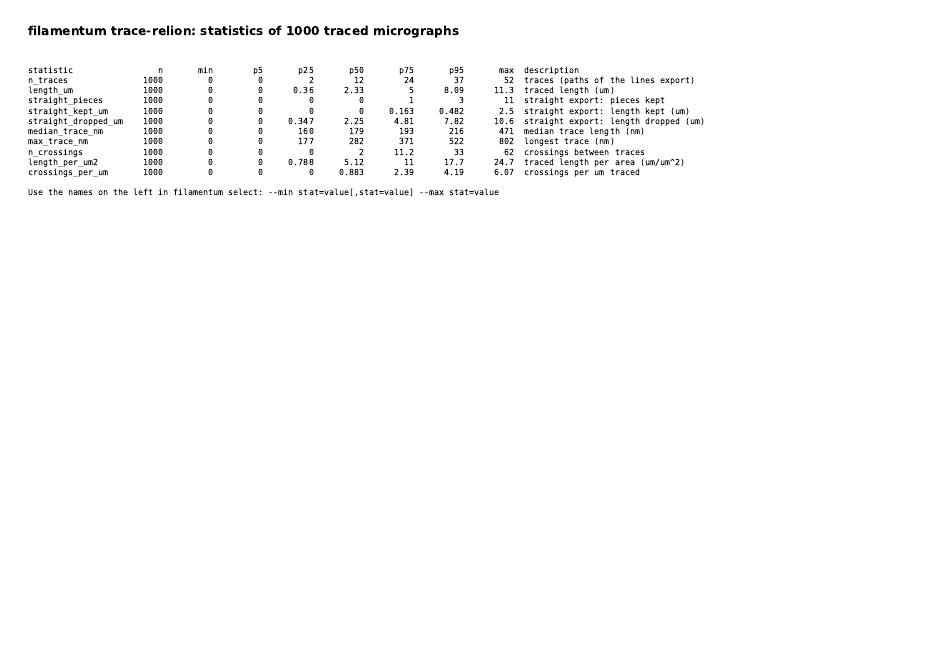 filamentum trace-relion: statistics of 1000 traced micrographs
statistic n min p5 p25 p50 p75 p95 max description
n_traces 1000 0 0 2 12 24 37 52 traces (paths of the lines export)
length_um 1000 0 0 0.36 2.33 5 8.09 11.3 traced length (um)
straight_pieces 1000 0 0 0 0 1 3 11 straight export: pieces kept
straight_kept_um 1000 0 0 0 0 0.163 0.482 2.5 straight export: length kept (um)
straight_dropped_um 1000 0 0 0.347 2.25 4.81 7.82 10.6 straight export: length dropped (um)
median_trace_nm 1000 0 0 160 179 193 216 471 median trace length (nm)
max_trace_nm 1000 0 0 177 282 371 522 802 longest trace (nm)
n_crossings 1000 0 0 0 2 11.2 33 62 crossings between traces
length_per_um2 1000 0 0 0.788 5.12 11 17.7 24.7 traced length per area (um/um^2)
crossings_per_um 1000 0 0 0 0.883 2.39 4.19 6.07 crossings per um traced
Use the names on the left in filamentum select: --min stat=value[,stat=value] --max stat=value